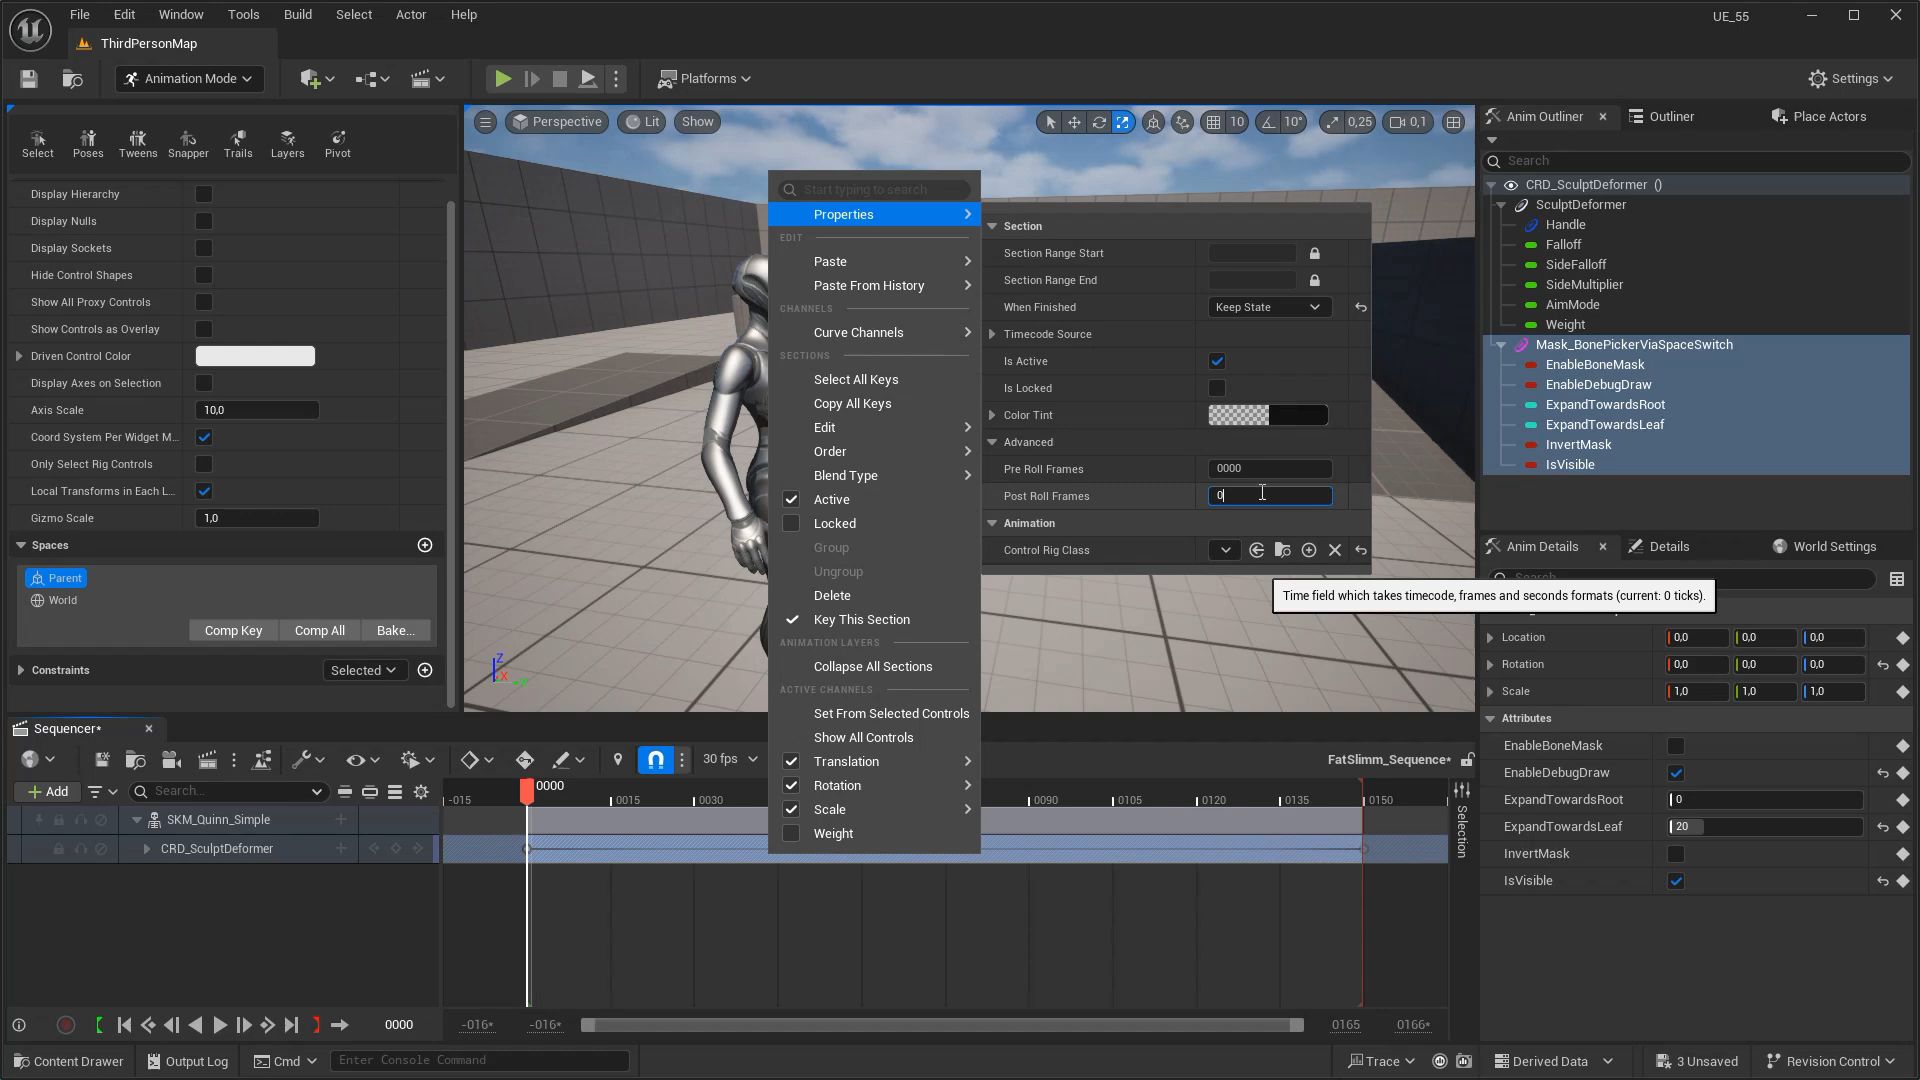 File Edit Window Tools Build Select Actor Help
UE_55
ThirdPersonMap
Animation Mode
Platforms
Settings
Select Poses Tweens Snapper Trails Layers Pivot
Display Hierarchy
Display Nulls
Display Sockets
Hide Control Shapes
Show All Proxy Controls
Show Controls as Overlay
Driven Control Color
Display Axes on Selection
Axis Scale 10,0
Coord System Per Widget M...
Only Select Rig Controls
Local Transforms in Each L...
Gizmo Scale 1,0
Spaces
Parent
World
Comp Key Comp All Bake...
Constraints Selected
Perspective Lit Show
10 10° 0,25 0,1
Z
X
Start typing to search
Properties
EDIT
Paste
Paste From History
CHANNELS
Curve Channels
SECTIONS
Select All Keys
Copy All Keys
Edit
Order
Blend Type
Active
Locked
Group
Ungroup
Delete
Key This Section
ANIMATION LAYERS
Collapse All Sections
ACTIVE CHANNELS
Set From Selected Controls
Show All Controls
Translation
Rotation
Scale
Weight
Section
Section Range Start
Section Range End
When Finished Keep State
Timecode Source
Is Active
Is Locked
Color Tint
Advanced
Pre Roll Frames 0000
Post Roll Frames 0
Animation
Control Rig Class
Time field which takes timecode, frames and seconds formats (current: 0 ticks).
Anim Outliner Outliner Place Actors
Search
CRD_SculptDeformer ()
SculptDeformer
Handle
Falloff
SideFalloff
SideMultiplier
AimMode
Weight
Mask_BonePickerViaSpaceSwitch
EnableBoneMask
EnableDebugDraw
ExpandTowardsRoot
ExpandTowardsLeaf
InvertMask
IsVisible
Anim Details Details World Settings
Location 0,0 0,0 0,0
Rotation 0,0 0,0 0,0
Scale 1,0 1,0 1,0
Attributes
EnableBoneMask
EnableDebugDraw
ExpandTowardsRoot 0
ExpandTowardsLeaf 20
InvertMask
IsVisible
Sequencer*
30 fps
FatSlimm_Sequence*
Add Search...
0000
-015 0015 0030 0090 0105 0120 0135 0150
SKM_Quinn_Simple
CRD_SculptDeformer
Selection
0000 -016* -016* 0165 0166*
Content Drawer Output Log Cmd Enter Console Command
Trace Derived Data 3 Unsaved Revision Control